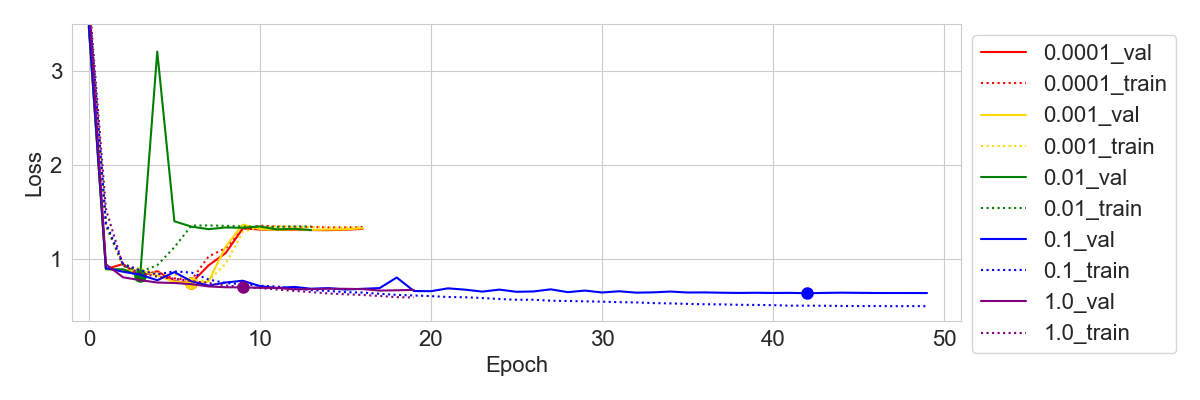 3
2
1
Loss
0
10
20
30
40
50
Epoch
0.0001_val
0.0001_train
0.001_val
0.001_train
0.01_val
0.01_train
0.1_val
0.1_train
1.0_val
1.0_train